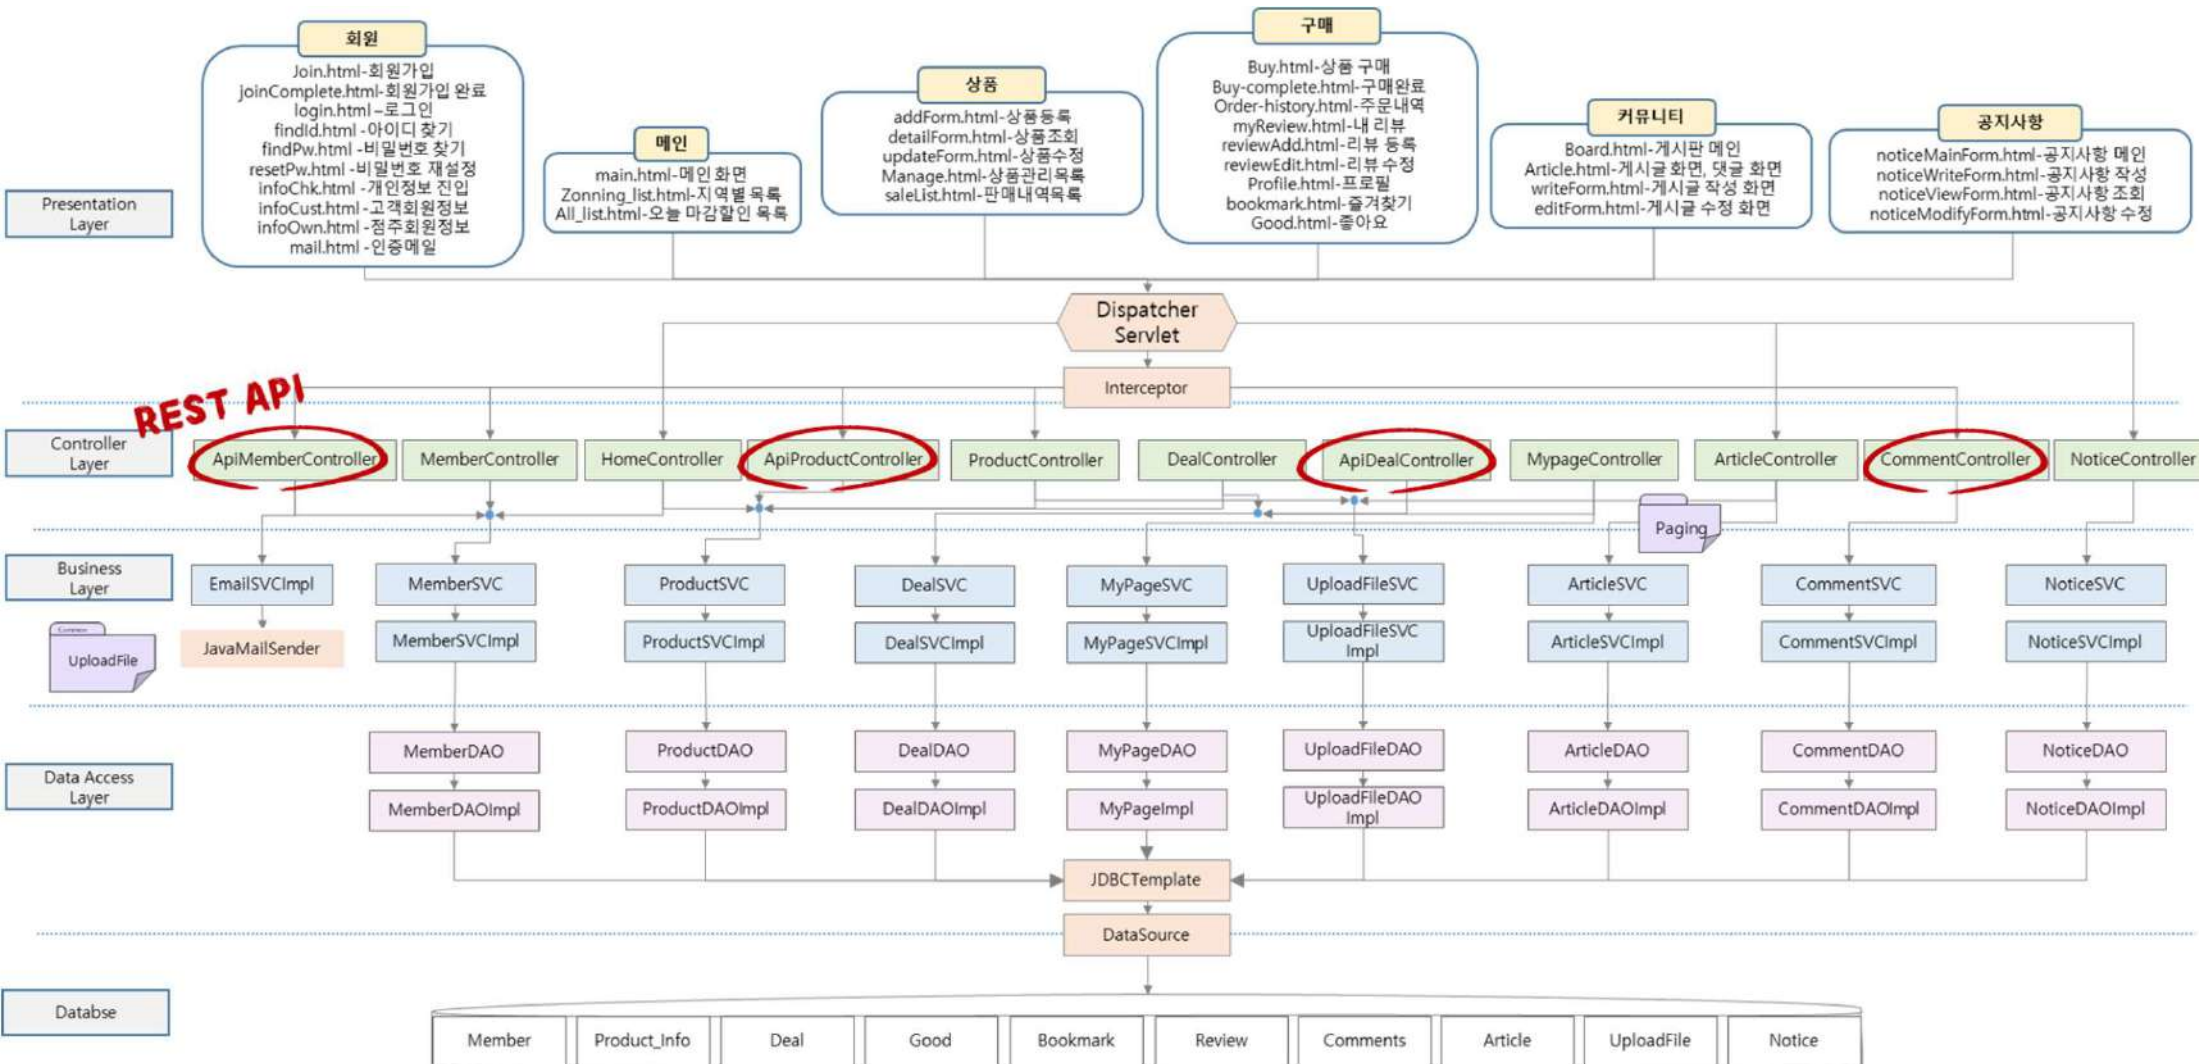 회원
Join.html-회원가입
joinComplete.html-회원가입 완료
login.html –로그인
findId.html -아이디 찾기
findPw.html -비밀번호 찾기
resetPw.html -비밀번호 재설정
infoChk.html -개인정보 진입
infoCust.html -고객회원정보
infoOwn.html -점주회원정보
mail.html -인증메일
메인
main.html-메인 화면
Zonning_list.html-지역별 목록
All_list.html-오늘 마감할인 목록
상품
addForm.html-상품등록
detailForm.html-상품조회
updateForm.html-상품수정
Manage.html-상품관리목록
saleList.html-판매내역목록
구매
Buy.html-상품 구매
Buy-complete.html-구매완료
Order-history.html-주문내역
myReview.html-내 리뷰
reviewAdd.html-리뷰 등록
reviewEdit.html-리뷰 수정
Profile.html-프로필
bookmark.html-즐겨찾기
Good.html-좋아요
커뮤니티
Board.html-게시판 메인
Article.html-게시글 화면, 댓글 화면
writeForm.html-게시글 작성 화면
editForm.html-게시글 수정 화면
공지사항
noticeMainForm.html-공지사항 메인
noticeWriteForm.html-공지사항 작성
noticeViewForm.html-공지사항 조회
noticeModifyForm.html-공지사항 수정
Presentation
Layer
Dispatcher
Servlet
Interceptor
REST API
Controller
Layer
ApiMemberController
MemberController
HomeController
ApiProductController
ProductController
DealController
ApiDealController
MypageController
ArticleController
CommentController
NoticeController
Paging
Business
Layer
EmailSVCImpl
MemberSVC
ProductSVC
DealSVC
MyPageSVC
UploadFileSVC
ArticleSVC
CommentSVC
NoticeSVC
Common
UploadFile
JavaMailSender
MemberSVCImpl
ProductSVCImpl
DealSVCImpl
MyPageSVCImpl
UploadFileSVC
Impl
ArticleSVCImpl
CommentSVCImpl
NoticeSVCImpl
Data Access
Layer
MemberDAO
ProductDAO
DealDAO
MyPageDAO
UploadFileDAO
ArticleDAO
CommentDAO
NoticeDAO
MemberDAOImpl
ProductDAOImpl
DealDAOImpl
MyPageImpl
UploadFileDAO
Impl
ArticleDAOImpl
CommentDAOImpl
NoticeDAOImpl
JDBCTemplate
DataSource
Databse
Member
Product_Info
Deal
Good
Bookmark
Review
Comments
Article
UploadFile
Notice